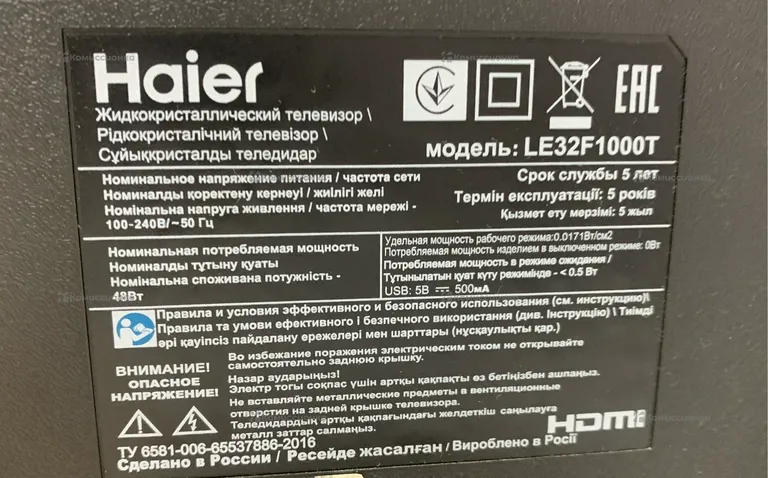 Haier
EAC
Жидкокристаллический телевизор \
Рідкокристалічний телевізор \
Сұйыққристалды теледидар
модель: LE32F1000T
Номинальное напряжение питания / частота сети
Номиналды қоректену кернеуі / жиілігі желі
Номінальна напруга живлення / частота мережі -
100-240В/~50 Гц
Срок службы 5 лет
Термін експлуатації: 5 років
Қызмет ету мерзімі: 5 жыл
Номинальная потребляемая мощность
Номиналды тұтыну қуаты
Номінальна споживана потужність -
48Вт
Удельная мощность рабочего режима:0.0171Вт/см2
Потребляемая мощность изделием в выключенном режиме: 0Вт
Потребляемая мощность в режиме ожидания /
Тұтынылатын қуат күту режимінде - < 0.5 Вт
USB: 5В 500мА
Правила и условия эффективного и безопасного использования (см. инструкцию)\
Правила та умови ефективного і безпечного використання (див. Інструкцію) \ Тиімді
әрі қауіпсіз пайдалану ережелері мен шарттары (нұсқаулықты қар.)
ВНИМАНИЕ!
ОПАСНОЕ
НАПРЯЖЕНИЕ!
Во избежание поражения электрическим током не открывайте
самостоятельно заднюю крышку.
Назар аударыңыз!
Электр тогы соқпас үшін артқы қақпақты өз бетіңізбен ашпаңыз.
Не вставляйте металлические предметы в вентиляционные
отверстия на задней крышке телевизора.
Теледидардың артқы қақпағындағы желдеткіш саңылауға
металл заттар салмаңыз.
HDMI
ТУ 6581-006-65537886-2016
Сделано в России / Ресейде жасалған / Вироблено в Росії
Комиссионео